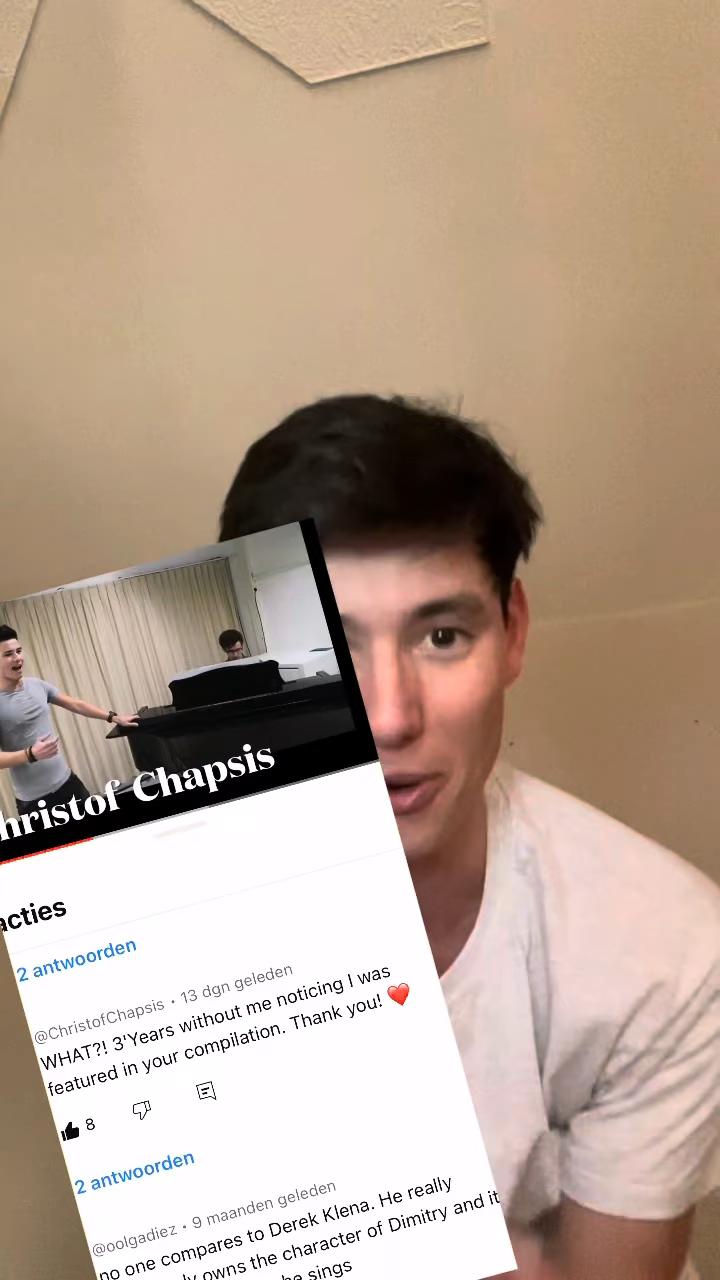 hristof Chapsis
acties
2 antwoorden
@ChristofChapsis • 13 dgn geleden
WHAT?! 3'Years without me noticing I was
featured in your compilation. Thank you! ❤️
8
2 antwoorden
@oolgadiez • 9 maanden geleden
no one compares to Derek Klena. He really
owns the character of Dimitry and it
he sings